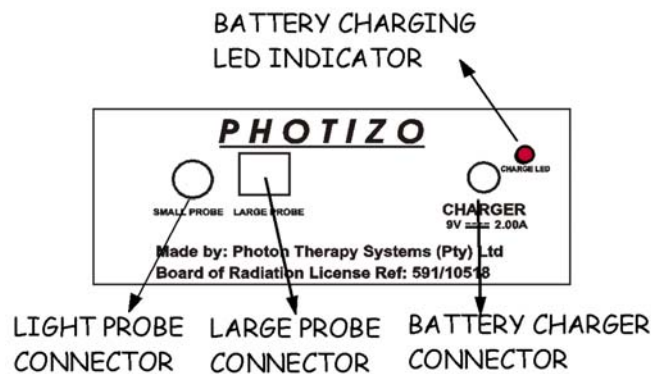 BATTERY CHARGING
LED INDICATOR
PHOTIZO
CHARGE LED
SMALL PROBE LARGE PROBE
CHARGER
9V ⎓ 2.00A
Made by: Photon Therapy Systems (Pty) Ltd
Board of Radiation License Ref: 591/10518
LIGHT PROBE
CONNECTOR
LARGE PROBE
CONNECTOR
BATTERY CHARGER
CONNECTOR